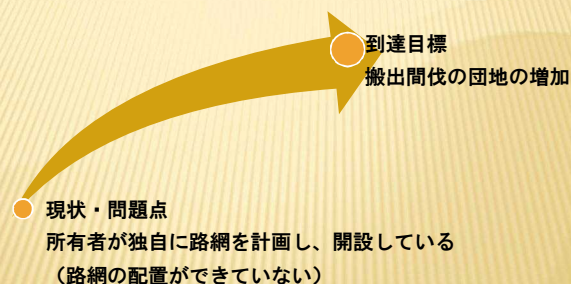 到達目標
搬出間伐の団地の増加
現状・問題点
所有者が独自に路網を計画し、開設している
（路網の配置ができていない）